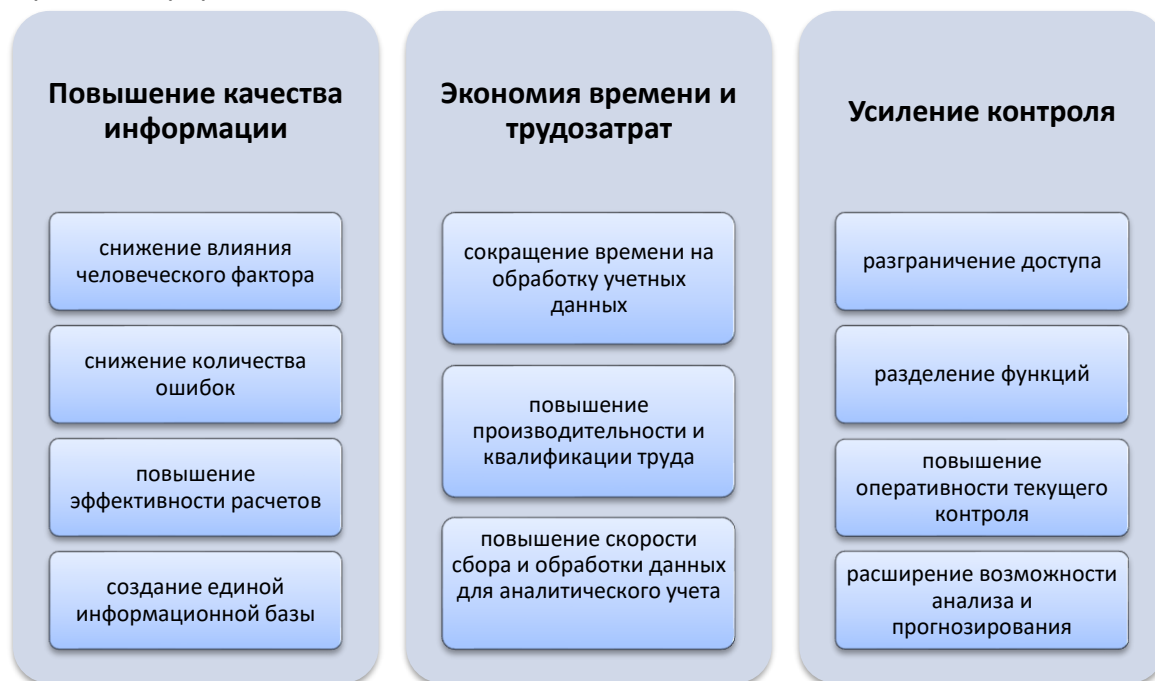 Повышение качества
информации
снижение влияния
человеческого фактора
снижение количества
ошибок
повышение
эффективности расчетов
создание единой
информационной базы
Экономия времени и
трудозатрат
сокращение времени на
обработку учетных
данных
повышение
производительности и
квалификации труда
повышение скорости
сбора и обработки данных
для аналитического учета
Усиление контроля
разграничение доступа
разделение функций
повышение
оперативности текущего
контроля
расширение возможности
анализа и
прогнозирования